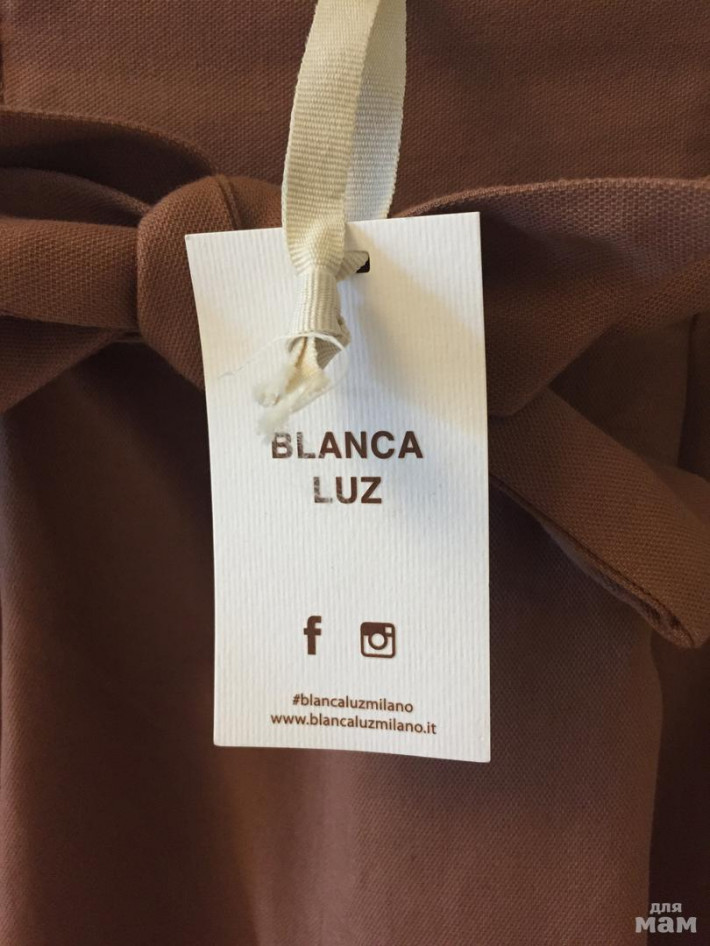 BLANCA
LUZ
f
#blancaluzmilano
www.blancaluzmilano.it
для
мам